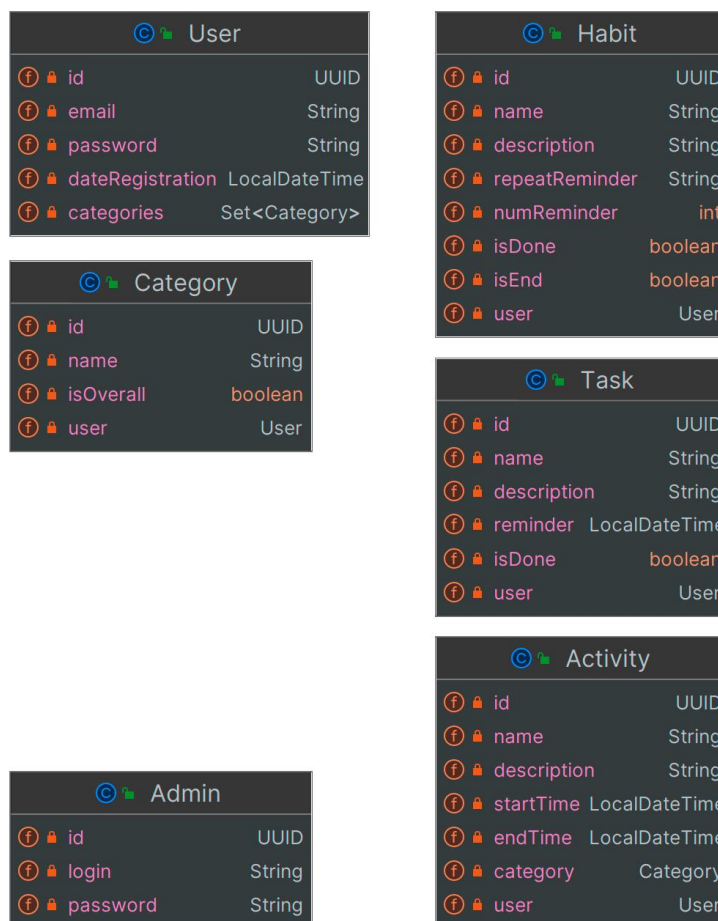 User
id UUID
email String
password String
dateRegistration LocalDateTime
categories Set<Category>
Category
id UUID
name String
isOverall boolean
user User
Admin
id UUID
login String
password String
Habit
id UUID
name String
description String
repeatReminder String
numReminder int
isDone boolean
isEnd boolean
user User
Task
id UUID
name String
description String
reminder LocalDateTime
isDone boolean
user User
Activity
id UUID
name String
description String
startTime LocalDateTime
endTime LocalDateTime
category Category
user User